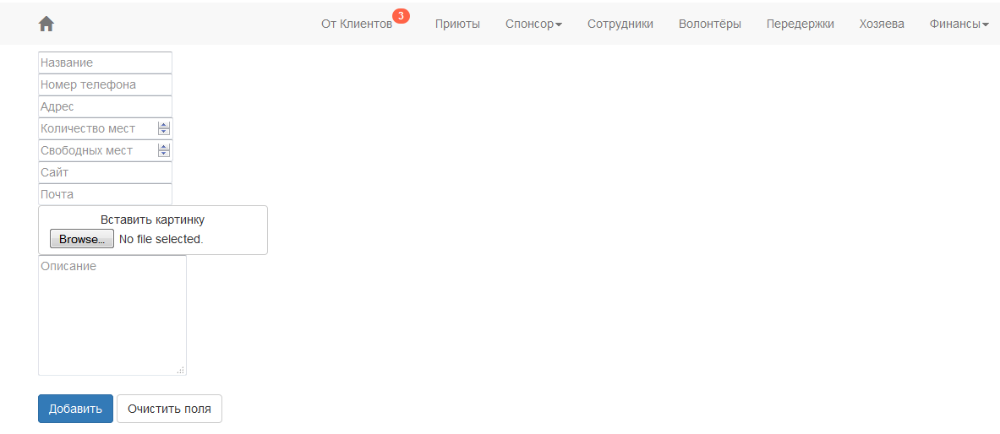 От Клиентов 3 Приюты Спонсор Сотрудники Волонтёры Передержки Хозяева Финансы
Название
Номер телефона
Адрес
Количество мест
Свободных мест
Сайт
Почта
Вставить картинку
Browse... No file selected.
Описание
Добавить Очистить поля